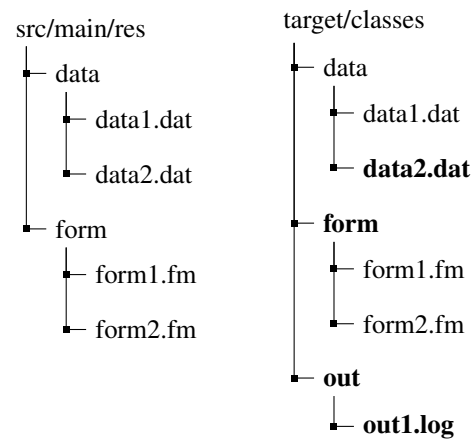 src/main/res
data
data1.dat
data2.dat
form
form1.fm
form2.fm
target/classes
data
data1.dat
data2.dat
form
form1.fm
form2.fm
out
out1.log